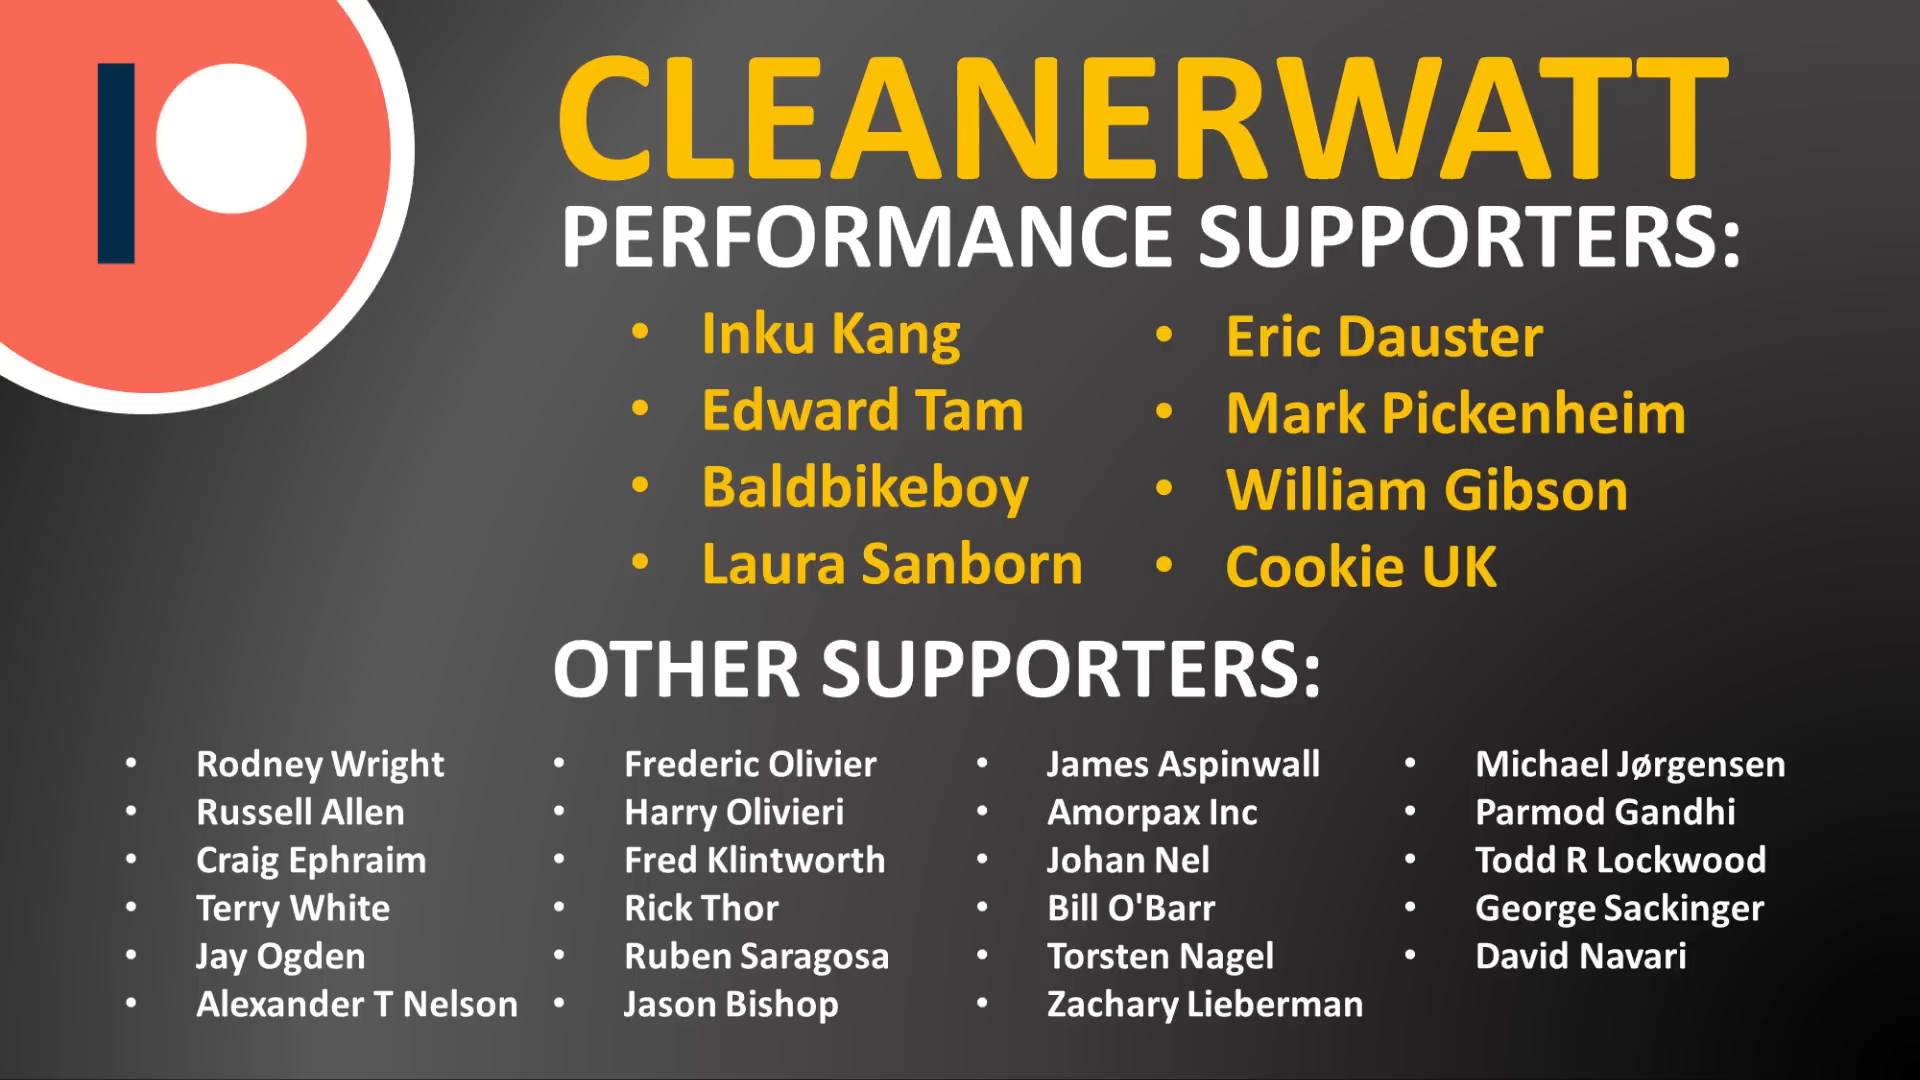 CLEANERWATT
PERFORMANCE SUPPORTERS:
• Inku Kang
• Edward Tam
• Baldbikeboy
• Laura Sanborn
• Eric Dauster
• Mark Pickenheim
• William Gibson
• Cookie UK
OTHER SUPPORTERS:
• Rodney Wright
• Russell Allen
• Craig Ephraim
• Terry White
• Jay Ogden
• Alexander T Nelson
• Frederic Olivier
• Harry Olivieri
• Fred Klintworth
• Rick Thor
• Ruben Saragosa
• Jason Bishop
• James Aspinwall
• Amorpax Inc
• Johan Nel
• Bill O'Barr
• Torsten Nagel
• Zachary Lieberman
• Michael Jørgensen
• Parmod Gandhi
• Todd R Lockwood
• George Sackinger
• David Navari